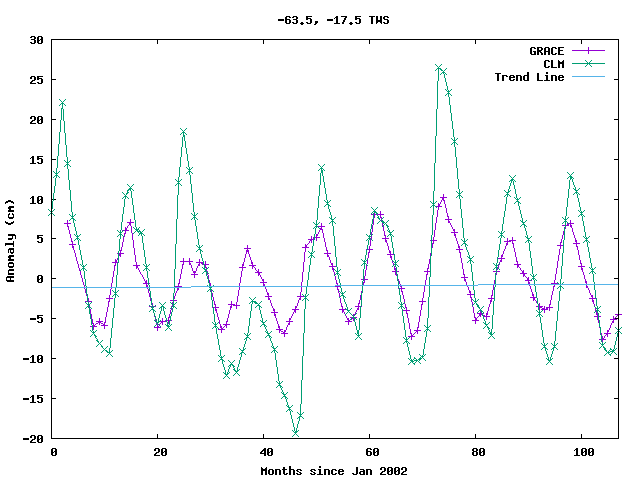 -63.5, -17.5 TWS
30
25
20
15
10
5
0
-5
-10
-15
-20
GRACE
CLM
Trend Line
Anomaly (cm)
0 20 40 60 80 100
Months since Jan 2002